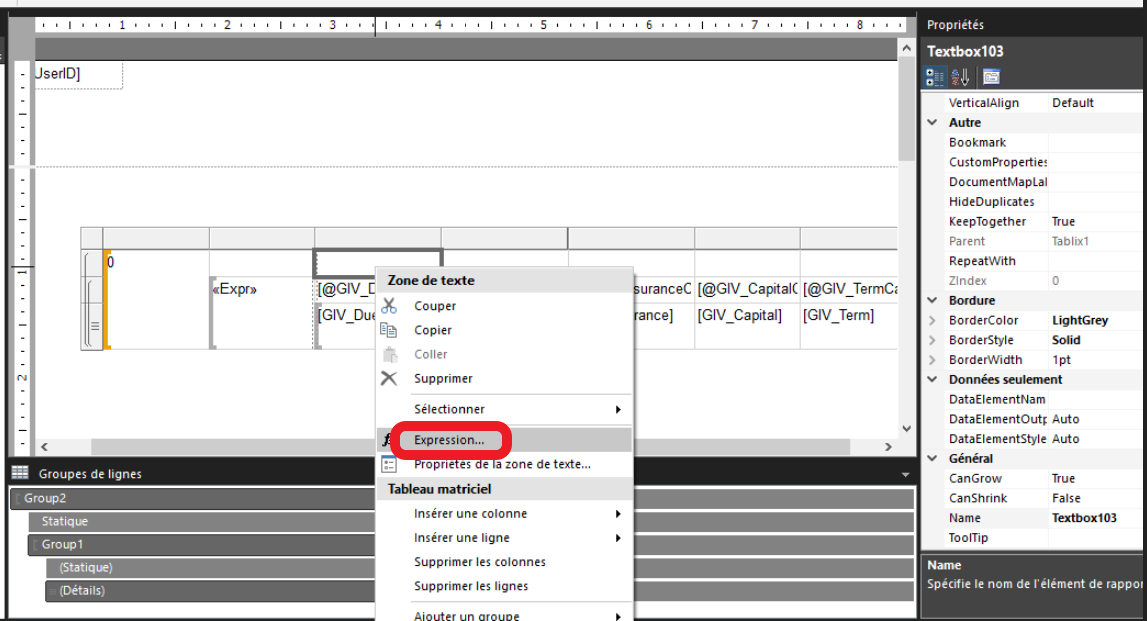 1 2 3 4 5 6 7 8
UserID]
1
2
0
«Expr»
[@GIV_D
suranceC [@GIV_Capital( [@GIV_TermCa
[GIV_Due
rance] [GIV_Capital] [GIV_Term]
Zone de texte
Couper
Copier
Coller
Supprimer
Sélectionner
Expression...
Propriétés de la zone de texte...
Tableau matriciel
Insérer une colonne
Insérer une ligne
Supprimer les colonnes
Supprimer les lignes
Ajouter un groupe
Groupes de lignes
Group2
Statique
Group1
(Statique)
(Détails)
Propriétés
Textbox103
VerticalAlign Default
Autre
Bookmark
CustomProperties
DocumentMapLal
HideDuplicates
KeepTogether True
Parent Tablix1
RepeatWith
ZIndex 0
Bordure
BorderColor LightGrey
BorderStyle Solid
BorderWidth 1pt
Données seulement
DataElementNam
DataElementOutp Auto
DataElementStyle Auto
Général
CanGrow True
CanShrink False
Name Textbox103
ToolTip
Name
Spécifie le nom de l'élément de rappor